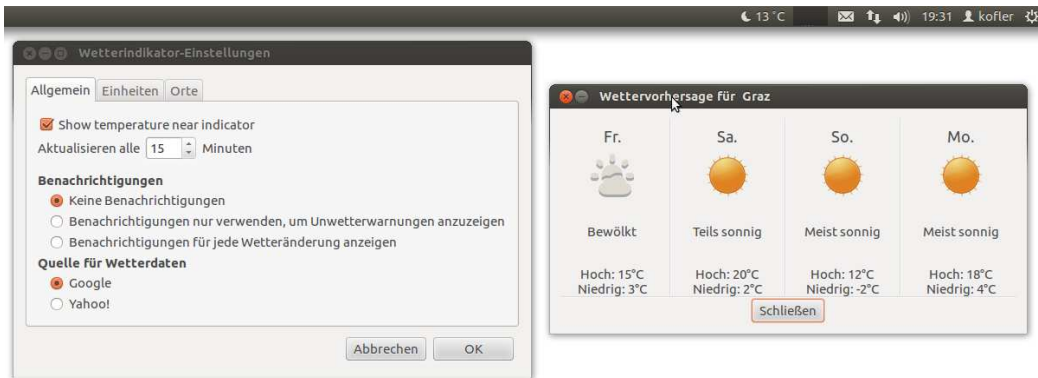 13 °C 19:31 kofler
Wetterindikator-Einstellungen
Allgemein Einheiten Orte
Show temperature near indicator
Aktualisieren alle 15 Minuten
Benachrichtigungen
Keine Benachrichtigungen
Benachrichtigungen nur verwenden, um Unwetterwarnungen anzuzeigen
Benachrichtigungen für jede Wetteränderung anzeigen
Quelle für Wetterdaten
Google
Yahoo!
Abbrechen OK
Wettervorhersage für Graz
Fr. Sa. So. Mo.
Bewölkt Teils sonnig Meist sonnig Meist sonnig
Hoch: 15°C Hoch: 20°C Hoch: 12°C Hoch: 18°C
Niedrig: 3°C Niedrig: 2°C Niedrig: -2°C Niedrig: 4°C
Schließen